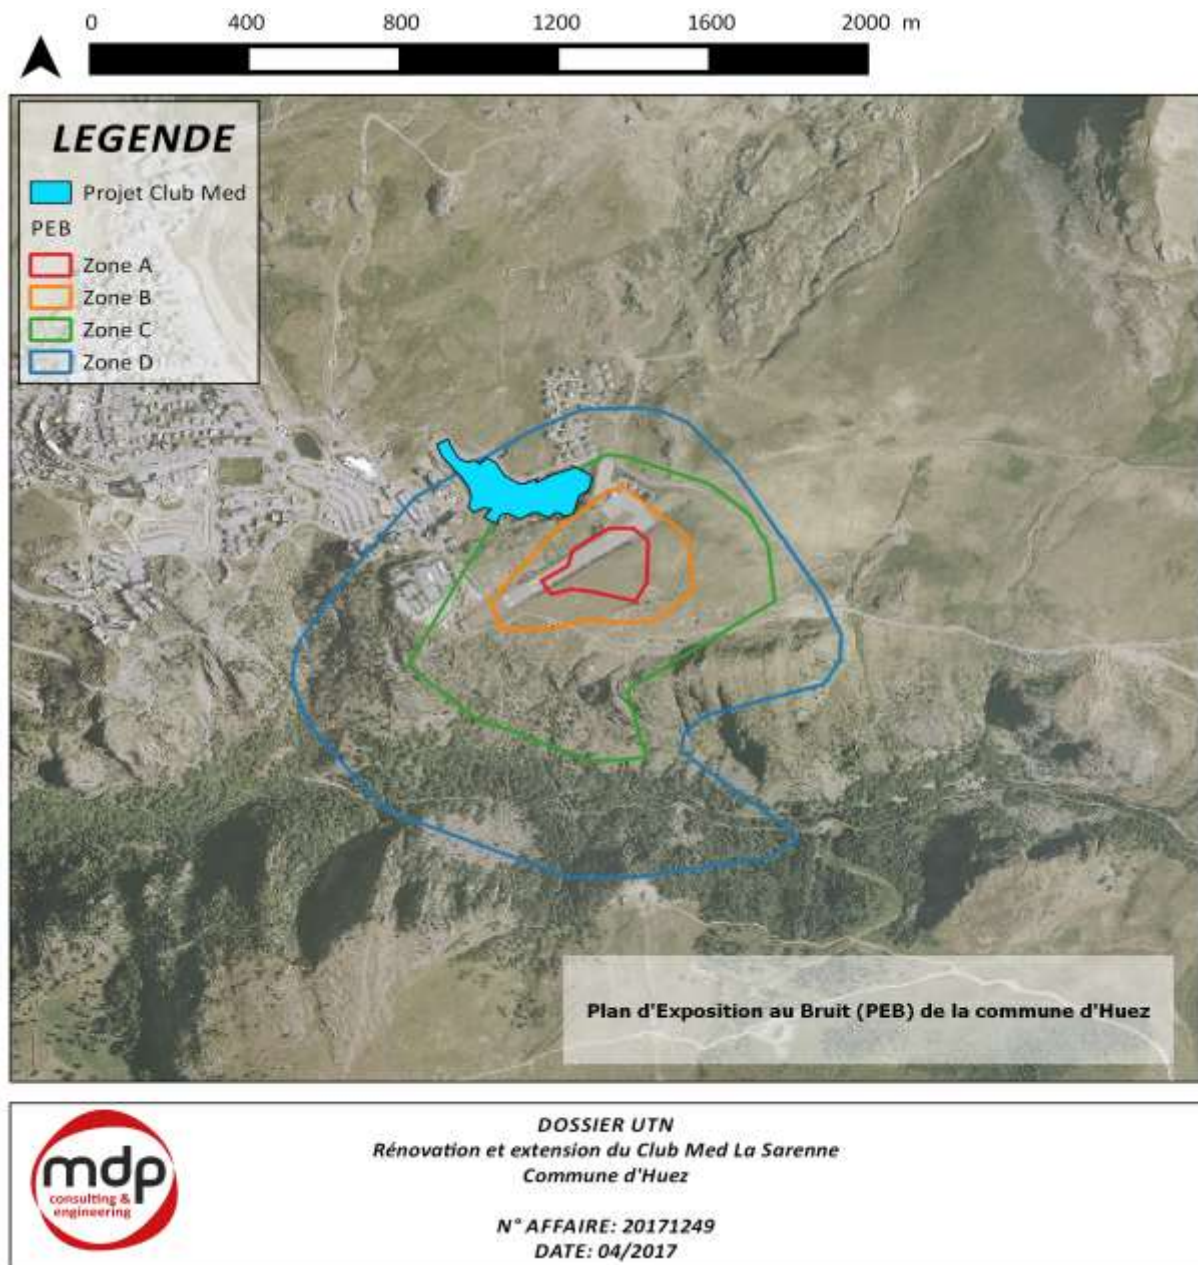 0 400 800 1200 1600 2000 m
LEGENDE
Projet Club Med
PEB
Zone A
Zone B
Zone C
Zone D
Plan d'Exposition au Bruit (PEB) de la commune d'Huez
mdp
consulting &
engineering
DOSSIER UTN
Rénovation et extension du Club Med La Sarenne
Commune d'Huez
N° AFFAIRE: 20171249
DATE: 04/2017